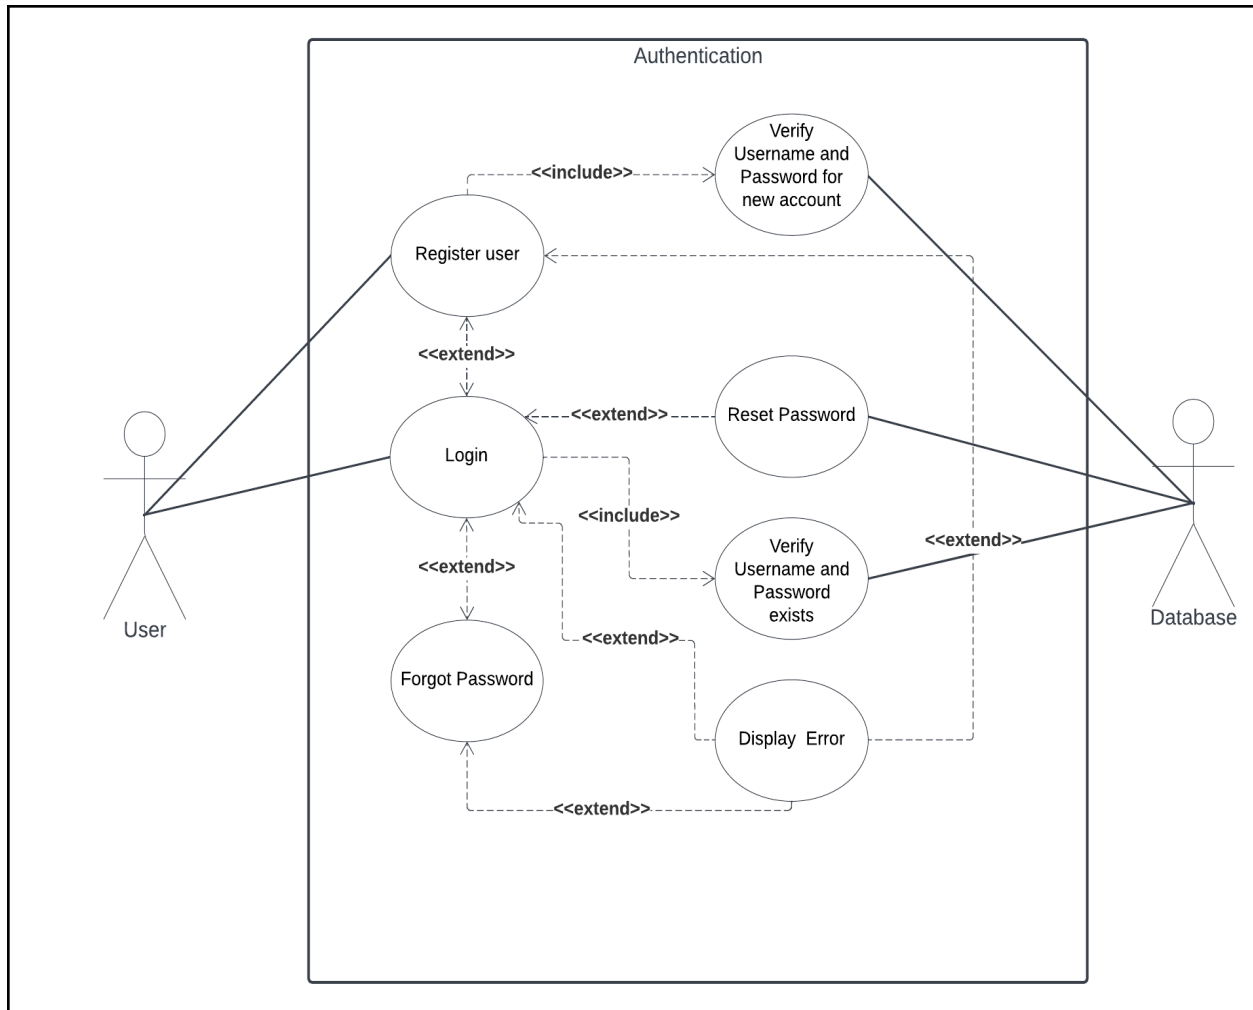 Authentication
Verify
Username and
Password for
new account
<<include>>
Register user
<<extend>>
<<extend>>
Reset Password
Login
<<include>>
<<extend>>
Verify
Username and
Password
exists
<<extend>>
<<extend>>
User
Database
Forgot Password
Display  Error
<<extend>>